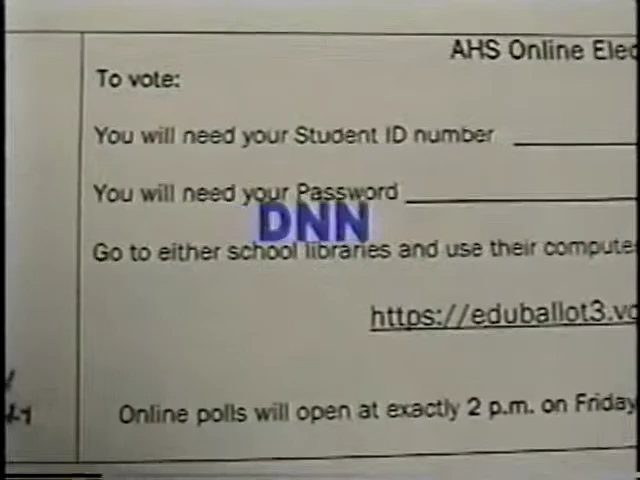 AHS Online Elec
To vote:
You will need your Student ID number
You will need your Password
DNN
Go to either school libraries and use their compute
https://eduballot3.vo
Online polls will open at exactly 2 p.m. on Friday